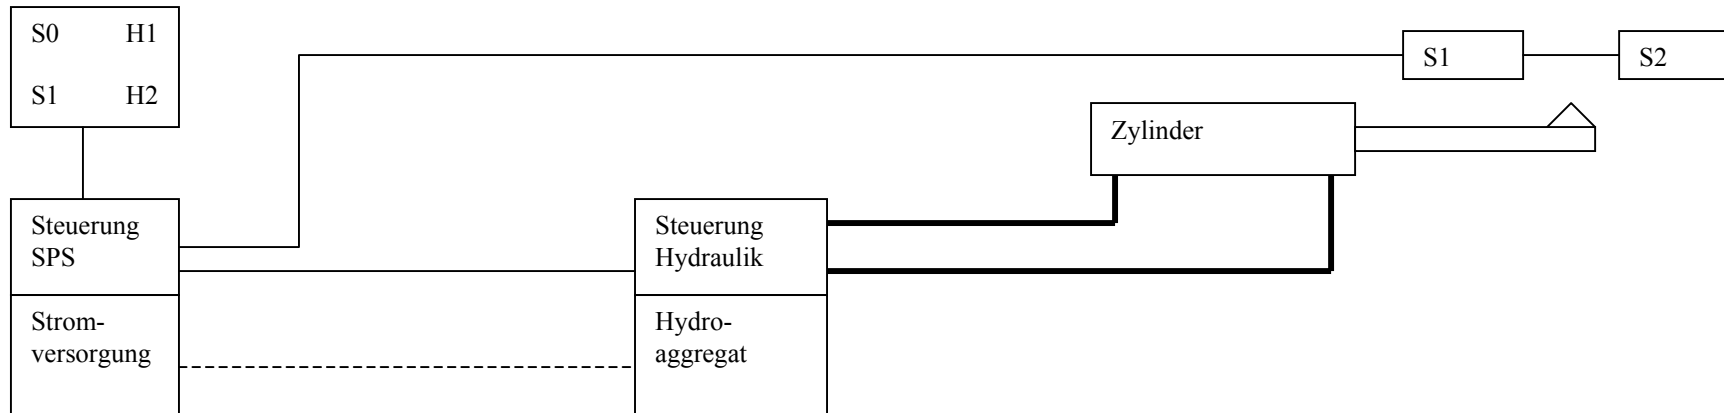 S0 H1
S1 H2
S1
S2
Zylinder
Steuerung
SPS
Steuerung
Hydraulik
Strom-
versorgung
Hydro-
aggregat